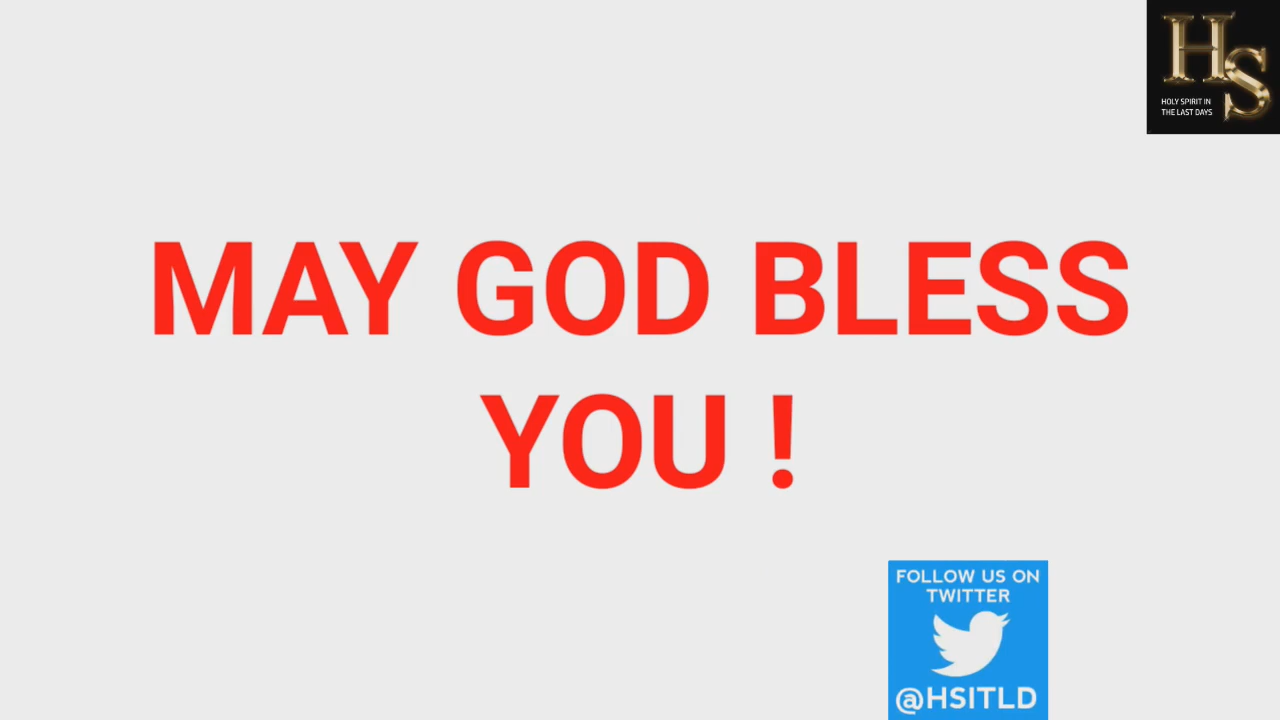 HS
HOLY SPIRIT IN
THE LAST DAYS
MAY GOD BLESS
YOU !
FOLLOW US ON
TWITTER
@HSITLD